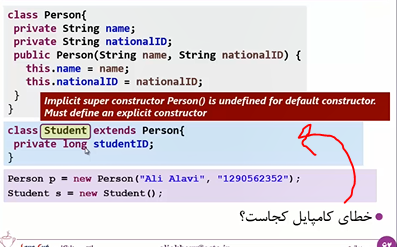 class Person{
private String name;
private String nationalID;
public Person(String name, String nationalID) {
this.name = name;
this.nationalID = nationalID;
}
}
Implicit super constructor Person() is undefined for default constructor.
Must define an explicit constructor
class Student extends Person{
private long studentID;
}
Person p = new Person("Ali Alavi", "1290562352");
Student s = new Student();
خطای کامپایل کجاست؟